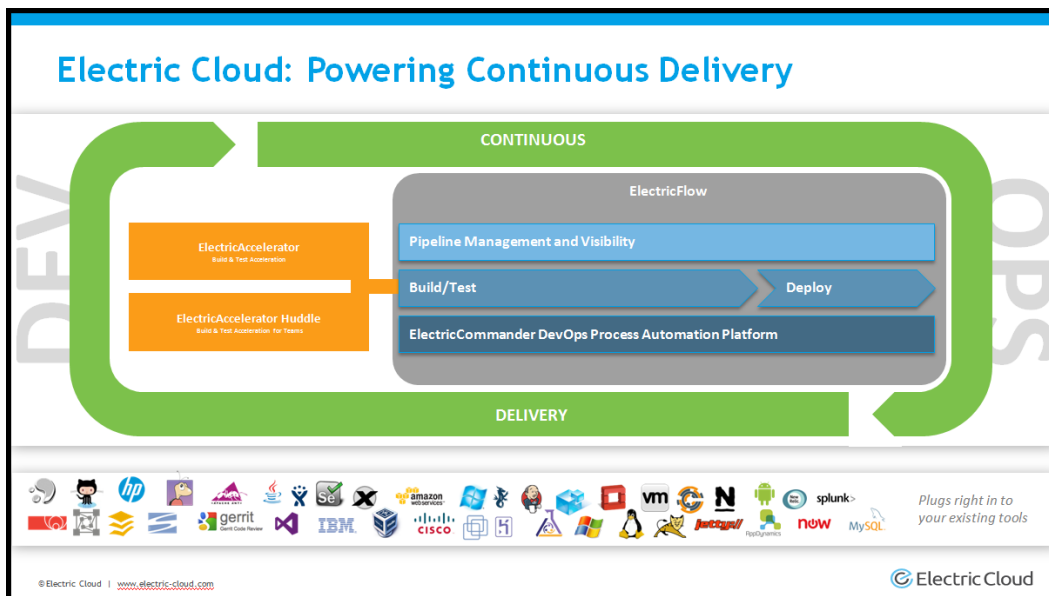 Electric Cloud: Powering Continuous Delivery
DEV
OPS
CONTINUOUS
ElectricFlow
ElectricAccelerator
Build & Test Acceleration
ElectricAccelerator Huddle
Build & Test Acceleration for Teams
Pipeline Management and Visibility
Build/Test
Deploy
ElectricCommander DevOps Process Automation Platform
DELIVERY
hp
Se
amazon
webservices
vm
N
splunk>
gerrit
Gerrit Code Review
IBM
CISCO
jetty://
AppDynamics
now
MySQL
Plugs right in to
your existing tools
© Electric Cloud | www.electric-cloud.com
Electric Cloud